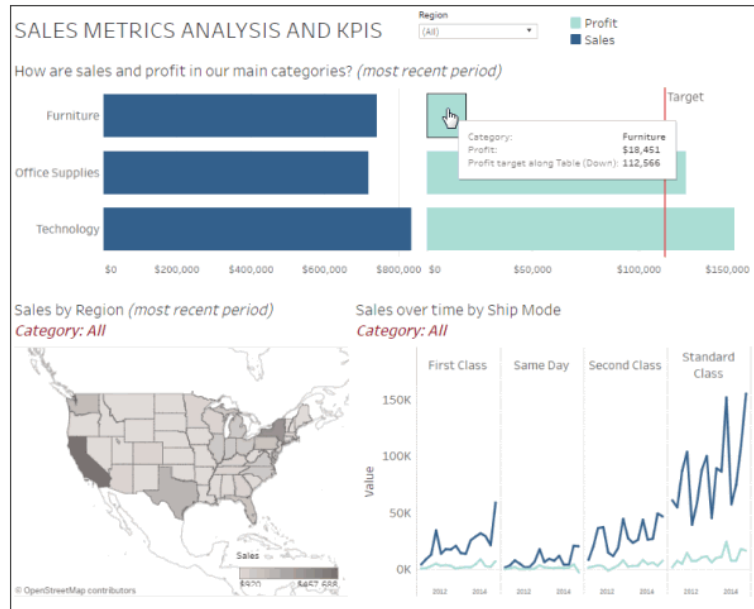 SALES METRICS ANALYSIS AND KPIS
Region
(All)
Profit
Sales
How are sales and profit in our main categories? (most recent period)
Target
Furniture
Category: Furniture
Profit: $18,451
Profit target along Table (Down): 112,566
Office Supplies
Technology
$0 $200,000 $400,000 $600,000 $800,000 $0 $50,000 $100,000 $150,000
Sales by Region (most recent period)
Category: All
Sales
$920 $457,688
© OpenStreetMap contributors
Sales over time by Ship Mode
Category: All
First Class Same Day Second Class Standard Class
Value
150K
100K
50K
0K
2012 2014 2012 2014 2012 2014 2012 2014